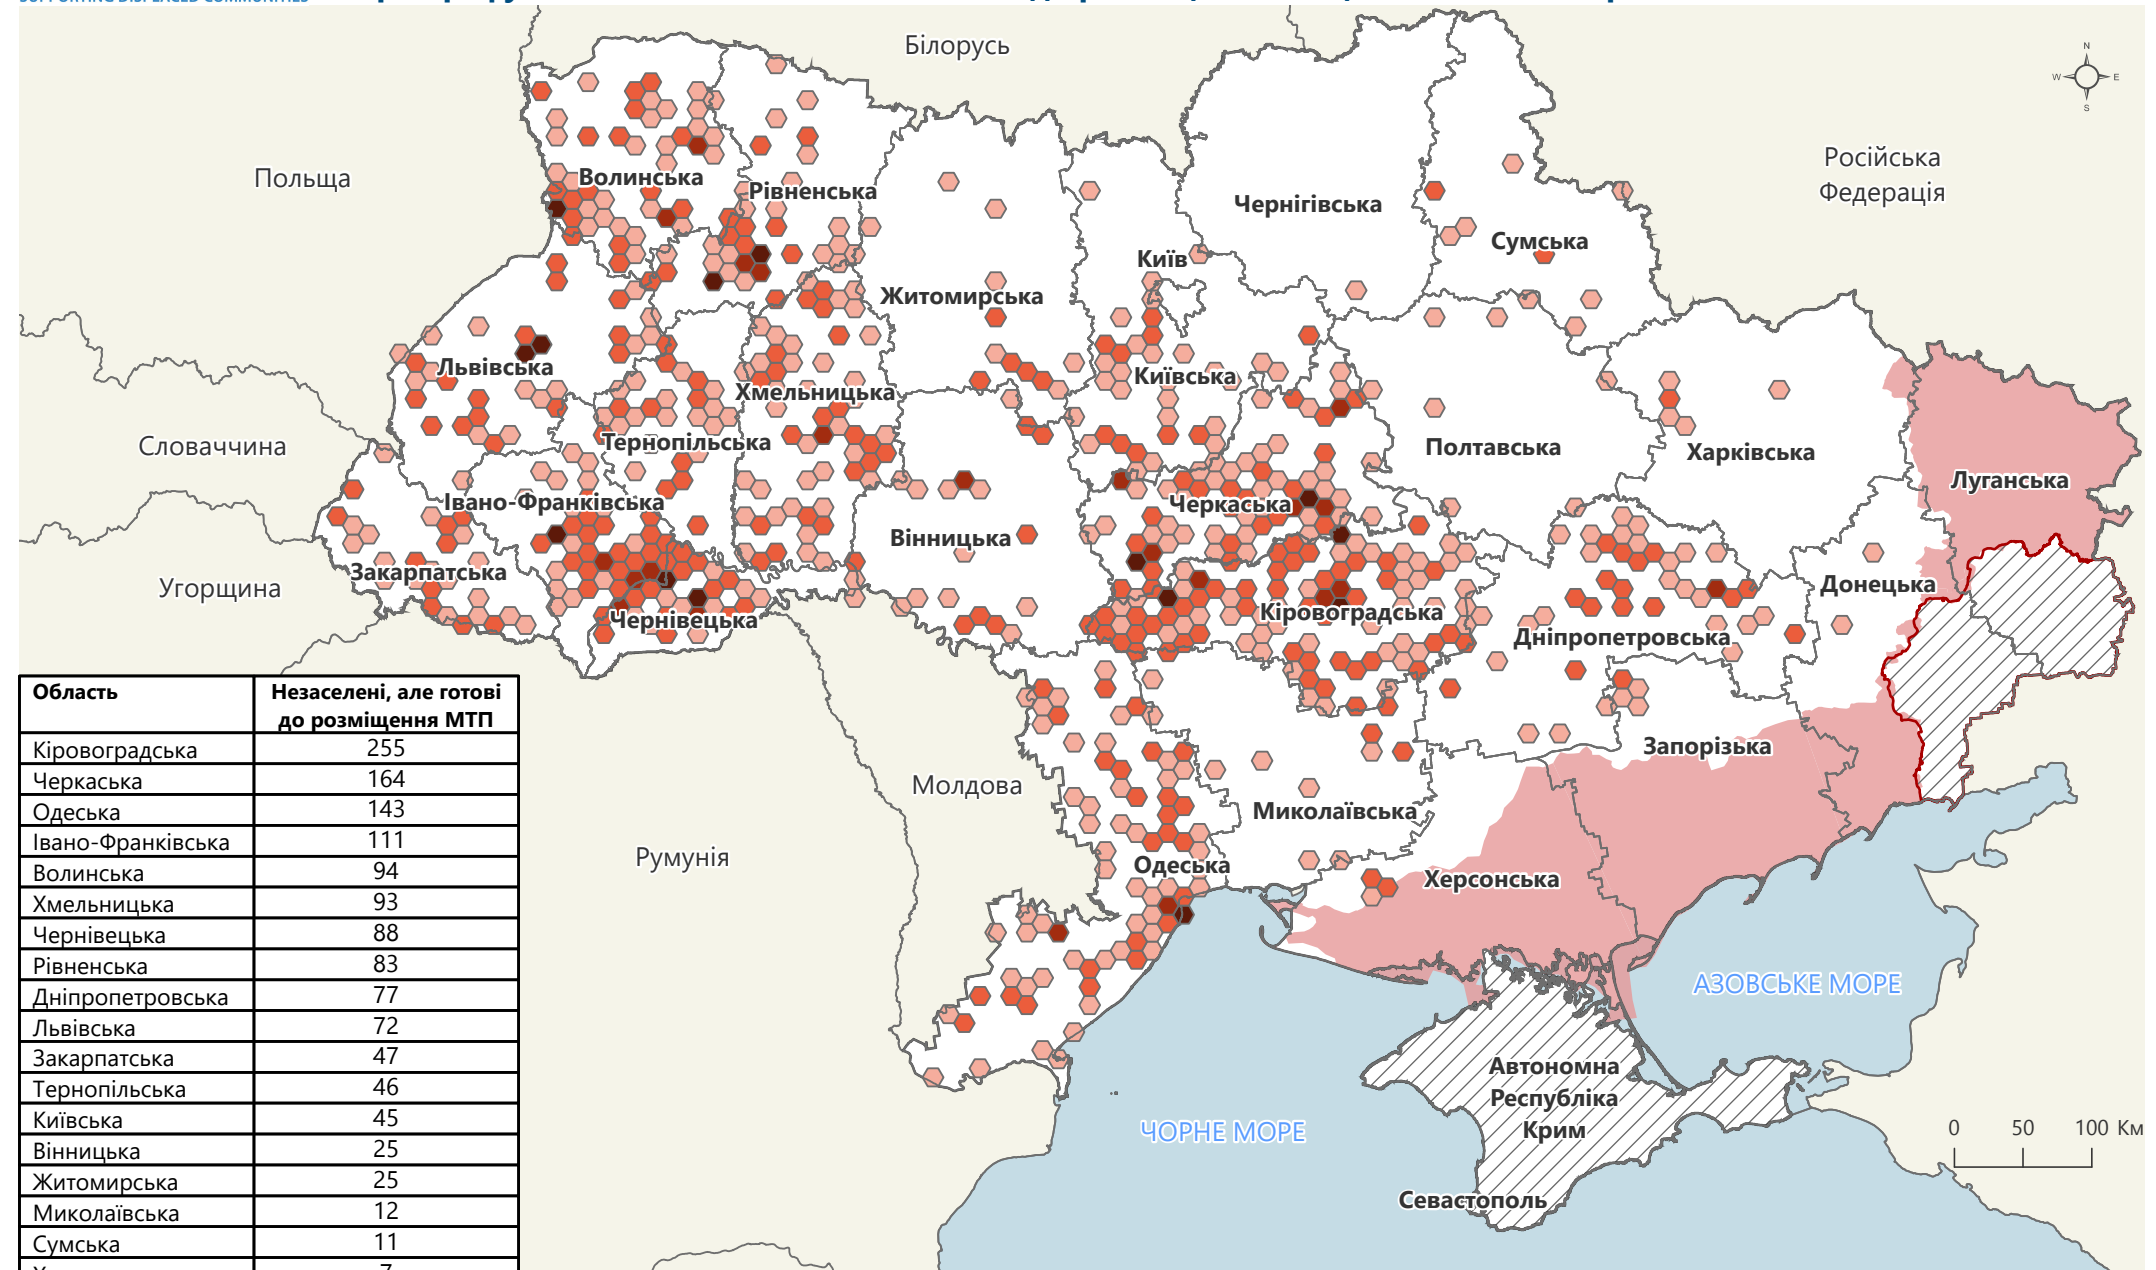 SUPPORTING DISPLACED COMMUNITIES
Білорусь
N
W E
S
Польща
Російська
Федерація
Волинська
Рівненська
Чернігівська
Сумська
Київ
Житомирська
Львівська
Хмельницька
Київська
Тернопільська
Полтавська
Харківська
Словаччина
Луганська
Івано-Франківська
Черкаська
Вінницька
Закарпатська
Угорщина
Донецька
Чернівецька
Кіровоградська
Дніпропетровська
Запорізька
Молдова
Миколаївська
Румунія
Одеська
Херсонська
АЗОВСЬКЕ МОРЕ
Автономна
Республіка
Крим
ЧОРНЕ МОРЕ
Севастополь
0 50 100 Км
Область Незаселені, але готові
до розміщення МТП
Кіровоградська 255
Черкаська 164
Одеська 143
Івано-Франківська 111
Волинська 94
Хмельницька 93
Чернівецька 88
Рівненська 83
Дніпропетровська 77
Львівська 72
Закарпатська 47
Тернопільська 46
Київська 45
Вінницька 25
Житомирська 25
Миколаївська 12
Сумська 11
7